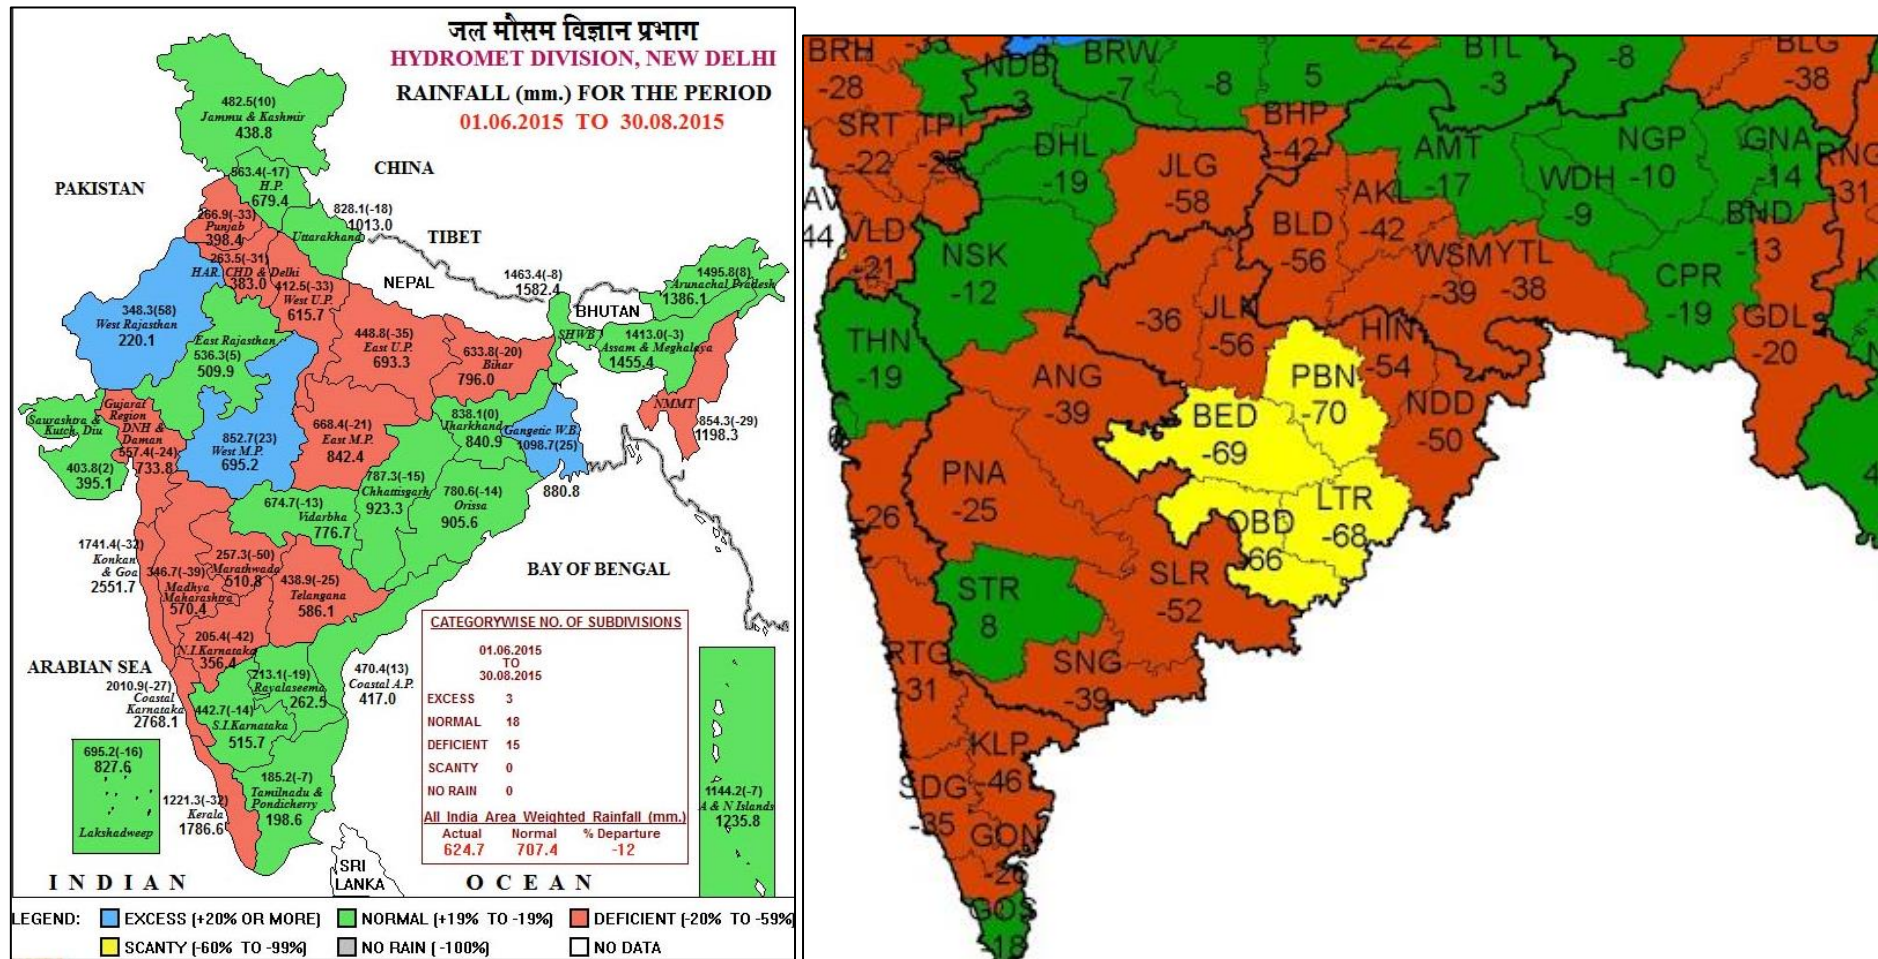 जल मौसम विज्ञान प्रभाग
HYDROMET DIVISION, NEW DELHI
RAINFALL (mm.) FOR THE PERIOD
01.06.2015 TO 30.08.2015
482.5(10)
Jammu & Kashmir
438.8
CHINA
PAKISTAN
563.4(-17)
H.P.
679.4
828.1(-18)
1013.0
Uttarakhand
TIBET
266.9(-33)
Punjab
398.4
263.5(-31)
HAR. CHD & Delhi
383.0
412.5(-33)
West U.P.
615.7
NEPAL
1463.4(-8)
1582.4
BHUTAN
1495.8(8)
Arunachal Pradesh
1386.1
348.3(58)
West Rajasthan
220.1
East Rajasthan
536.3(5)
509.9
448.8(-35)
East U.P.
693.3
633.8(-20)
Bihar
796.0
SHWB
1413.0(-3)
Assam & Meghalaya
1455.4
NMMT
854.3(-29)
1198.3
Saurashtra &
Kutch, Diu
403.8(2)
395.1
Gujarat
Region
DNH &
Daman
557.4(-24)
733.8
852.7(23)
West M.P.
695.2
668.4(-21)
East M.P.
842.4
838.1(0)
Jharkhand
840.9
Gangetic W.B.
1098.7(25)
880.8
787.3(-15)
Chhattisgarh
923.3
780.6(-14)
Orissa
905.6
674.7(-13)
Vidarbha
776.7
1741.4(-32)
Konkan
& Goa
2551.7
346.7(-39)
Madhya
Maharashtra
570.4
257.3(-50)
Marathwada
510.8
438.9(-25)
Telangana
586.1
BAY OF BENGAL
205.4(-42)
N.I.Karnataka
356.4
ARABIAN SEA
2010.9(-27)
Coastal
Karnataka
2768.1
213.1(-19)
Rayalaseema
262.5
470.4(13)
Coastal A.P.
417.0
442.7(-14)
S.I.Karnataka
515.7
695.2(-16)
827.6
Lakshadweep
1221.3(-32)
Kerala
1786.6
185.2(-7)
Tamilnadu &
Pondicherry
198.6
1144.2(-7)
A & N Islands
1235.8
SRI
LANKA
INDIAN OCEAN
CATEGORYWISE NO. OF SUBDIVISIONS
01.06.2015
TO
30.08.2015
EXCESS 3
NORMAL 18
DEFICIENT 15
SCANTY 0
NO RAIN 0
All India Area Weighted Rainfall (mm.)
Actual Normal % Departure
624.7 707.4 -12
LEGEND: EXCESS (+20% OR MORE) NORMAL (+19% TO -19%) DEFICIENT (-20% TO -59%)
SCANTY (-60% TO -99%) NO RAIN (-100%) NO DATA
BRH
-28
-33
NDB
3
BRW
-7
-8
5
-22
BTL
-3
-8
BLG
-38
SRT
-22
TPI
DHL
-19
JLG
-58
BHP
-42
AMT
-17
WDH
-9
NGP
-10
GNA
-14
RNG
-31
AKL
-42
BLD
-56
BND
-13
44
VLD
-21
NSK
-12
-36
JLN
-56
WSM
-39
YTL
-38
CPR
-19
GDL
-20
THN
-19
ANG
-39
HIN
-54
PBN
-70
NDD
-50
BED
-69
PNA
-25
-26
LTR
-68
OBD
66
STR
8
SLR
-52
RTG
31
SNG
-39
KLP
-46
SDG
-35
GON
-26
GOS
-18